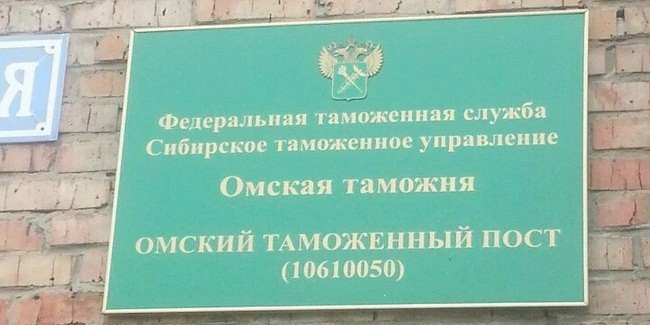 Я
Федеральная таможенная служба
Сибирское таможенное управление
Омская таможня
ОМСКИЙ ТАМОЖЕННЫЙ ПОСТ
(10610050)